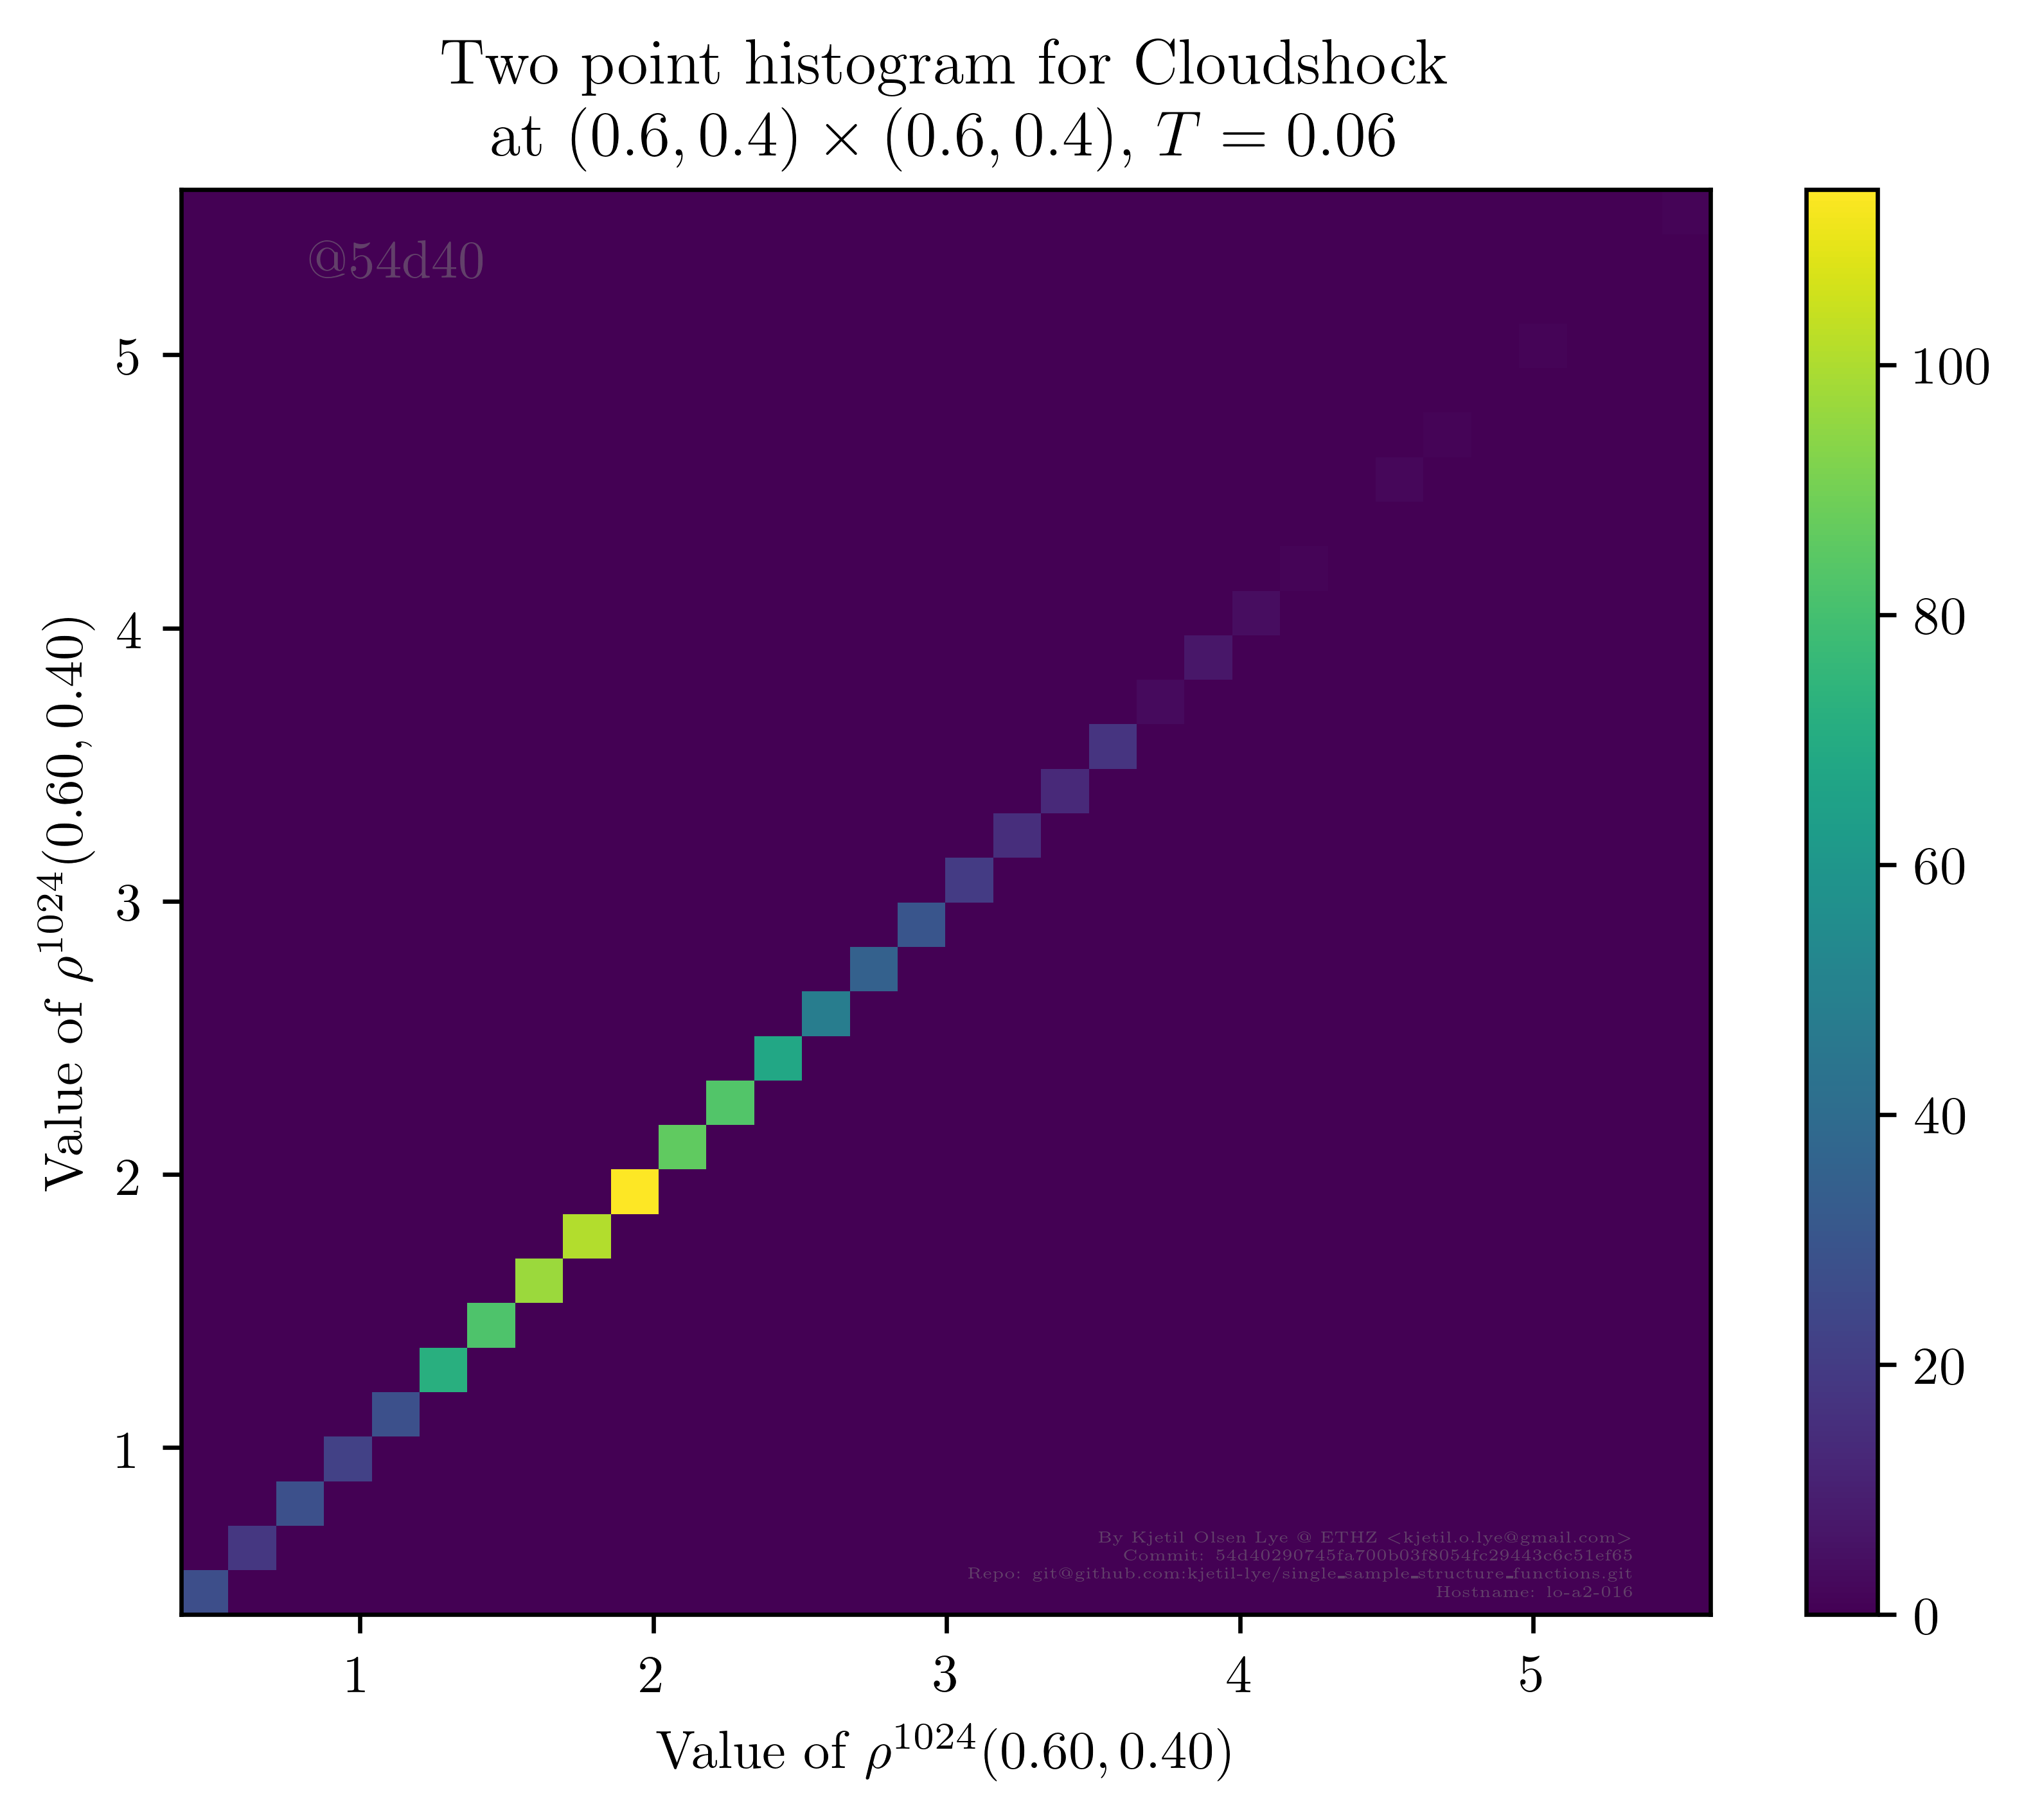 Two point histogram for Cloudshock
at (0.6, 0.4) × (0.6, 0.4), T = 0.06
@54d40
5
4
3
2
1
Value of ρ^1024(0.60, 0.40)
100
80
60
40
20
0
By Kjetil Olsen Lye @ ETHZ <kjetil.o.lye@gmail.com>
Commit: 54d40290745fa700b03f8054fc29443c6c51ef65
Repo: git@github.com:kjetil-lye/single_sample_structure_functions.git
Hostname: lo-a2-016
1 2 3 4 5
Value of ρ^1024(0.60, 0.40)